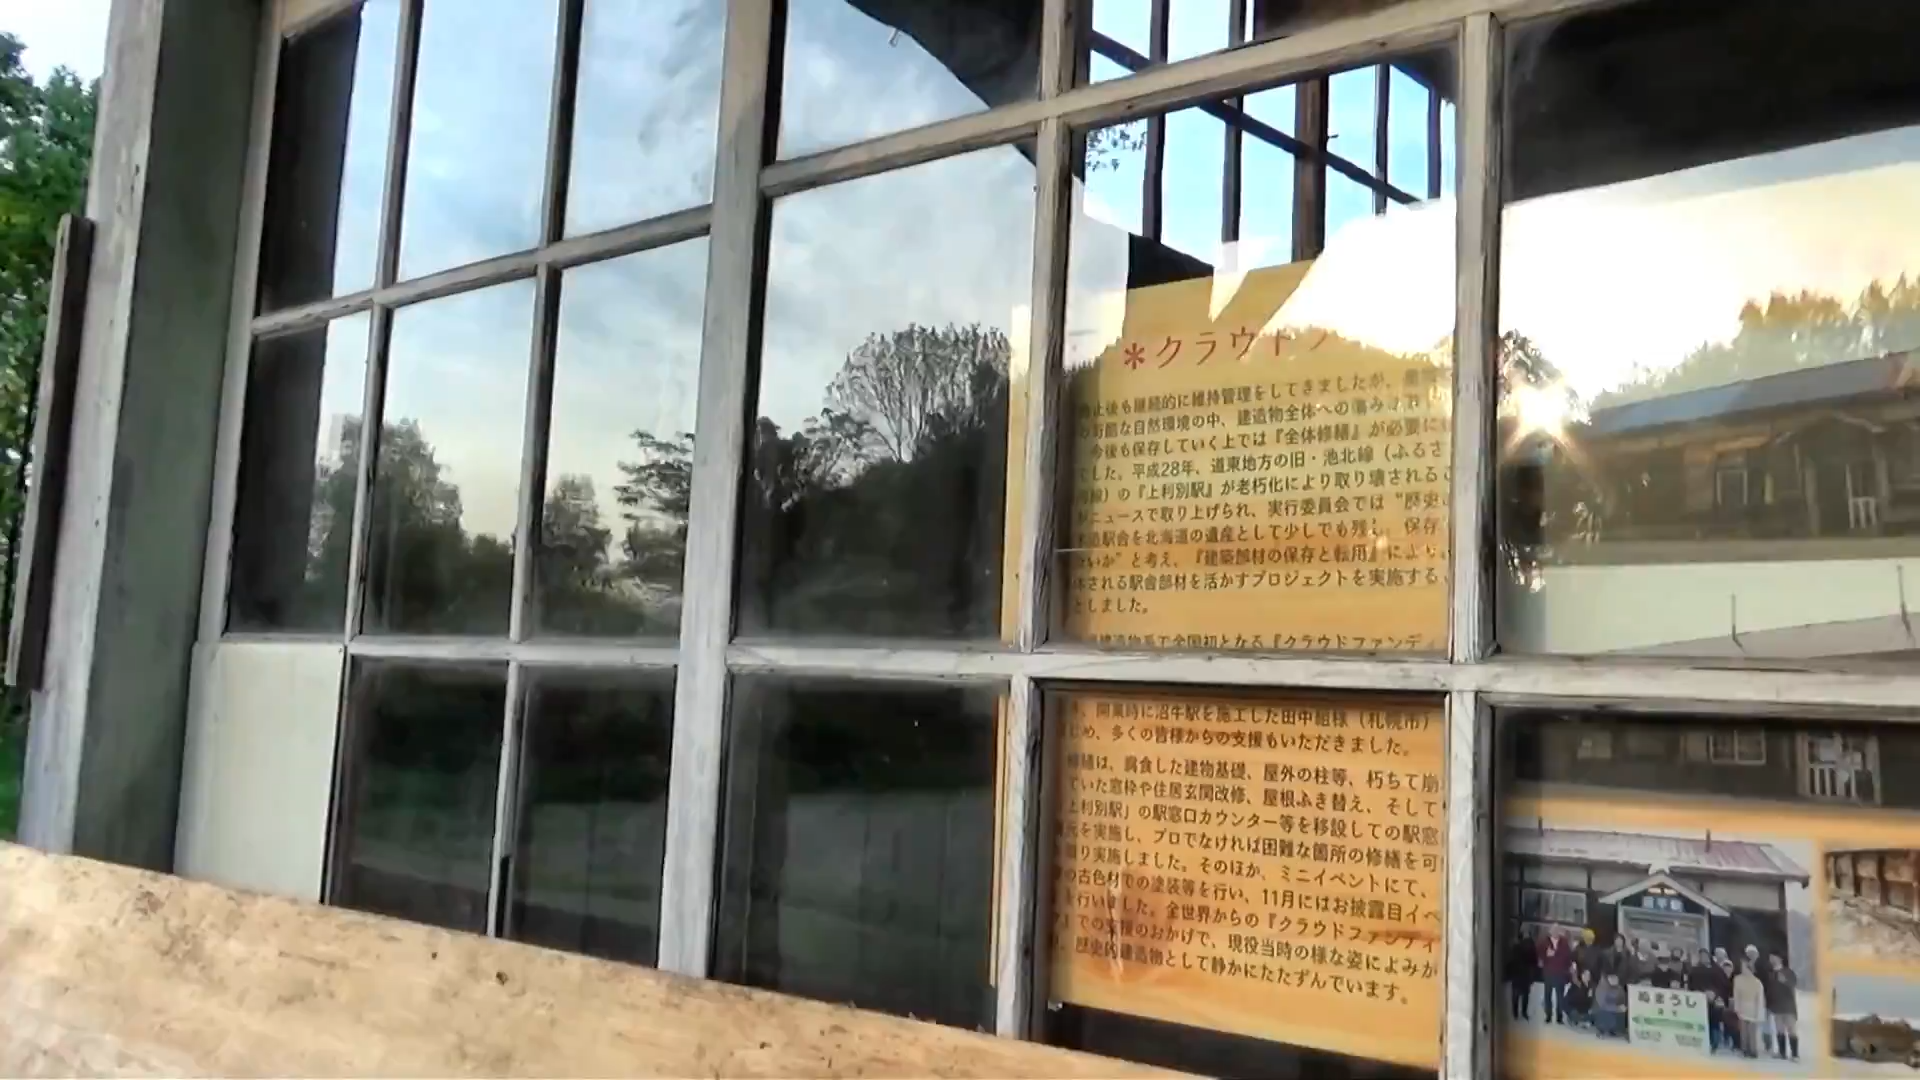 *クラウドフ
止後も継続的に維持管理をしてきましたが、
酷な自然環境の中、建造物全体への傷み
今後も保存していく上では『全体修繕』が必要に
でした。平成28年、道東地方の旧・池北線（ふるさ
線）の『上利別駅』が老朽化により取り壊されるこ
ニュースで取り上げられ、実行委員会では“歴史
造駅舎を北海道の遺産として少しでも残し、保存
ないか”と考え、『建築部材の保存と転用』により、
体される駅舎部材を活かすプロジェクトを実施する
としました。
建造物系で全国初となる『クラウドファンディ
、開業時に沼牛駅を施工した田中組様（札幌市）
じめ、多くの皆様からの支援もいただきました。
修繕は、腐食した建物基礎、屋外の柱等、朽ちて崩
ていた窓枠や住居玄関改修、屋根ふき替え、そして
上利別駅」の駅窓口カウンター等を移設しての駅窓
元を実施し、プロでなければ困難な箇所の修繕を可
限り実施しました。そのほか、ミニイベントにて、
の古色材での塗装等を行い、11月にはお披露目イベ
を行いました。全世界からの『クラウドファンディ
』での支援のおかげで、現役当時の様な姿によみが
、歴史的建造物として静かにたたずんでいます。
ぬまうし